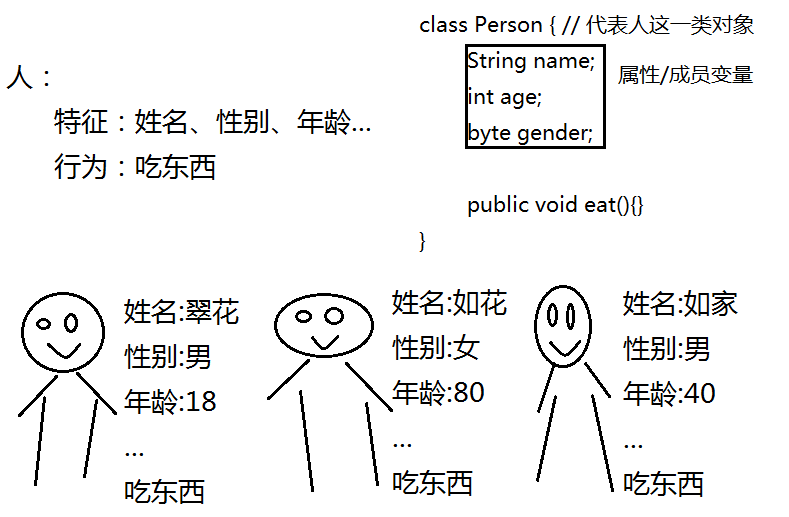 class Person { // 代表人这一类对象
String name;
属性/成员变量
int age;
byte gender;
public void eat(){}
}
人：
特征：姓名、性别、年龄...
行为：吃东西
姓名:翠花
性别:男
年龄:18
...
吃东西
姓名:如花
性别:女
年龄:80
...
吃东西
姓名:如家
性别:男
年龄:40
...
吃东西